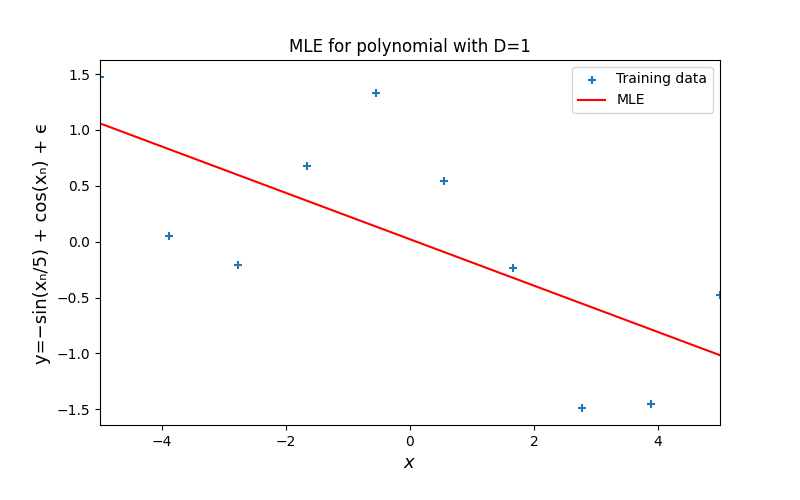 MLE for polynomial with D=1
Training data
MLE
y=−sin(xₙ/5) + cos(xₙ) + ϵ
1.5
1.0
0.5
0.0
−0.5
−1.0
−1.5
−4
−2
0
2
4
x